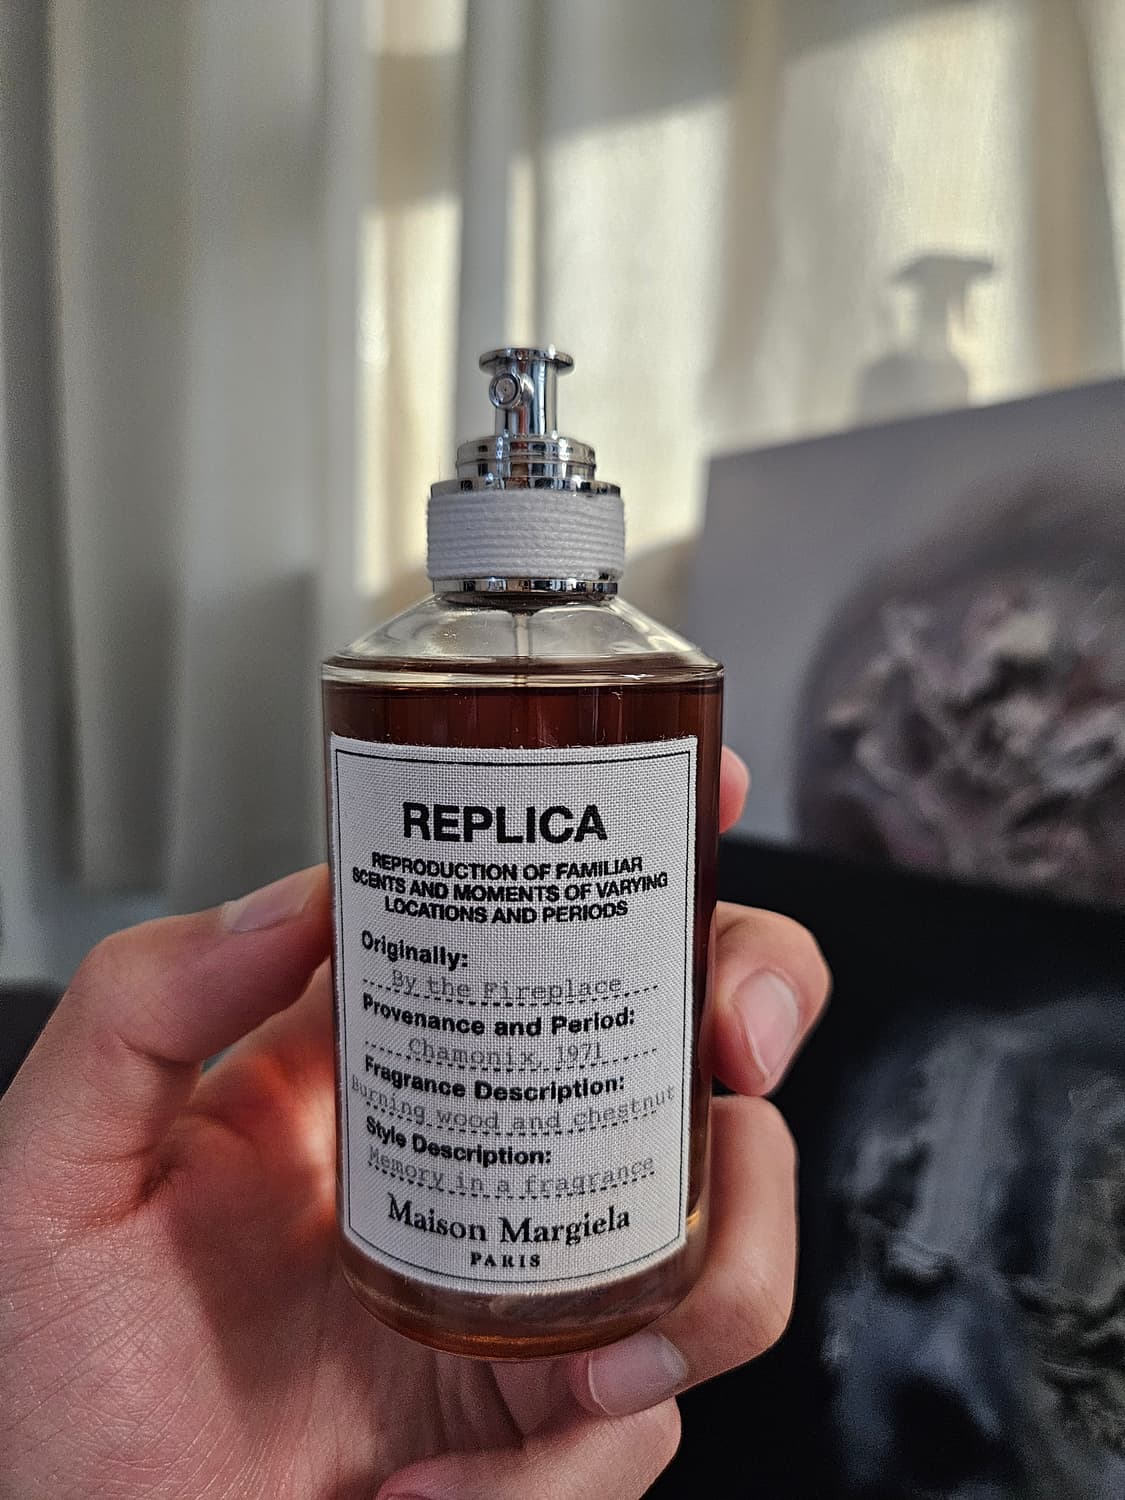 REPLICA
REPRODUCTION OF FAMILIAR
SCENTS AND MOMENTS OF VARYING
LOCATIONS AND PERIODS
Originally:
By the Fireplace
Provenance and Period:
Chamonix, 1971
Fragrance Description:
Burning wood and chestnut
Style Description:
Memory in a fragrance
Maison Margiela
PARIS